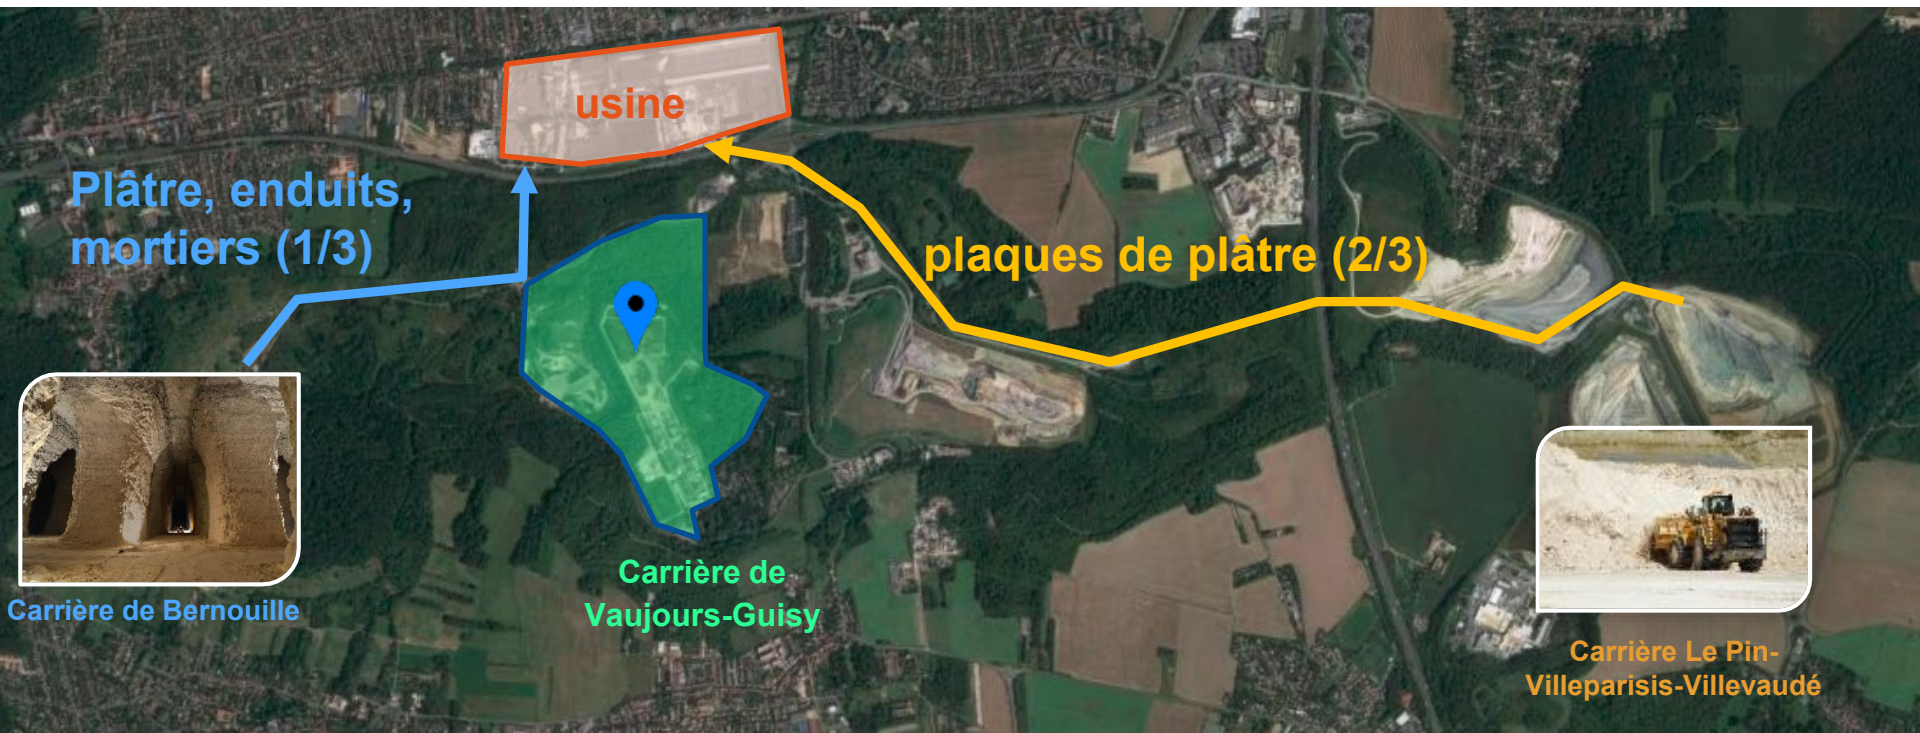 usine
Plâtre, enduits,
mortiers (1/3)
plaques de plâtre (2/3)
Carrière de Bernouille
Carrière de
Vaujours-Guisy
Carrière Le Pin-
Villeparisis-Villevaudé